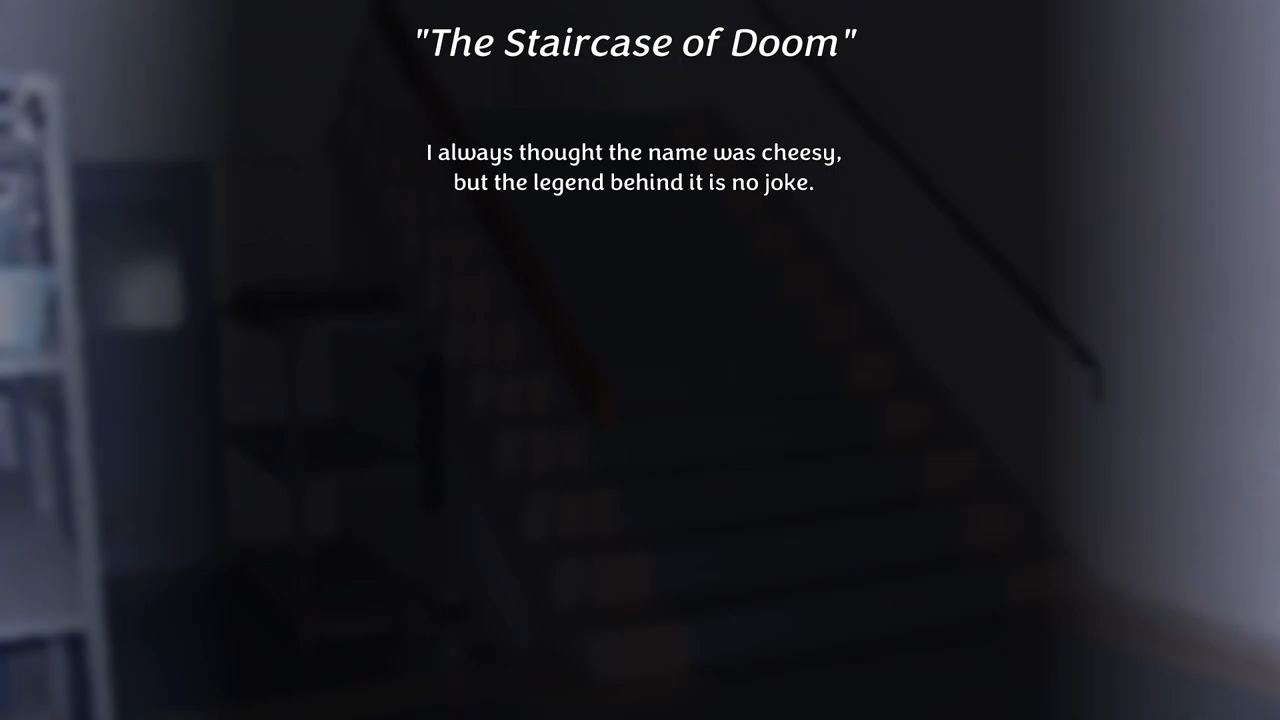 "The Staircase of Doom"
I always thought the name was cheesy,
but the legend behind it is no joke.